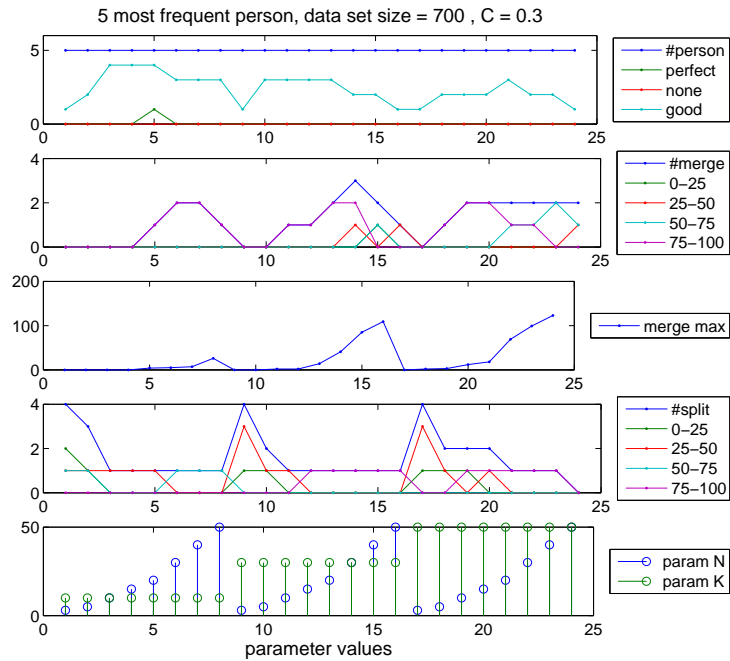 5 most frequent person, data set size = 700 , C = 0.3
5
0
0 5 10 15 20 25
#person
perfect
none
good
4
2
0
0 5 10 15 20 25
#merge
0-25
25-50
50-75
75-100
200
100
0
0 5 10 15 20 25
merge max
4
2
0
0 5 10 15 20 25
#split
0-25
25-50
50-75
75-100
50
0
0 5 10 15 20 25
param N
param K
parameter values